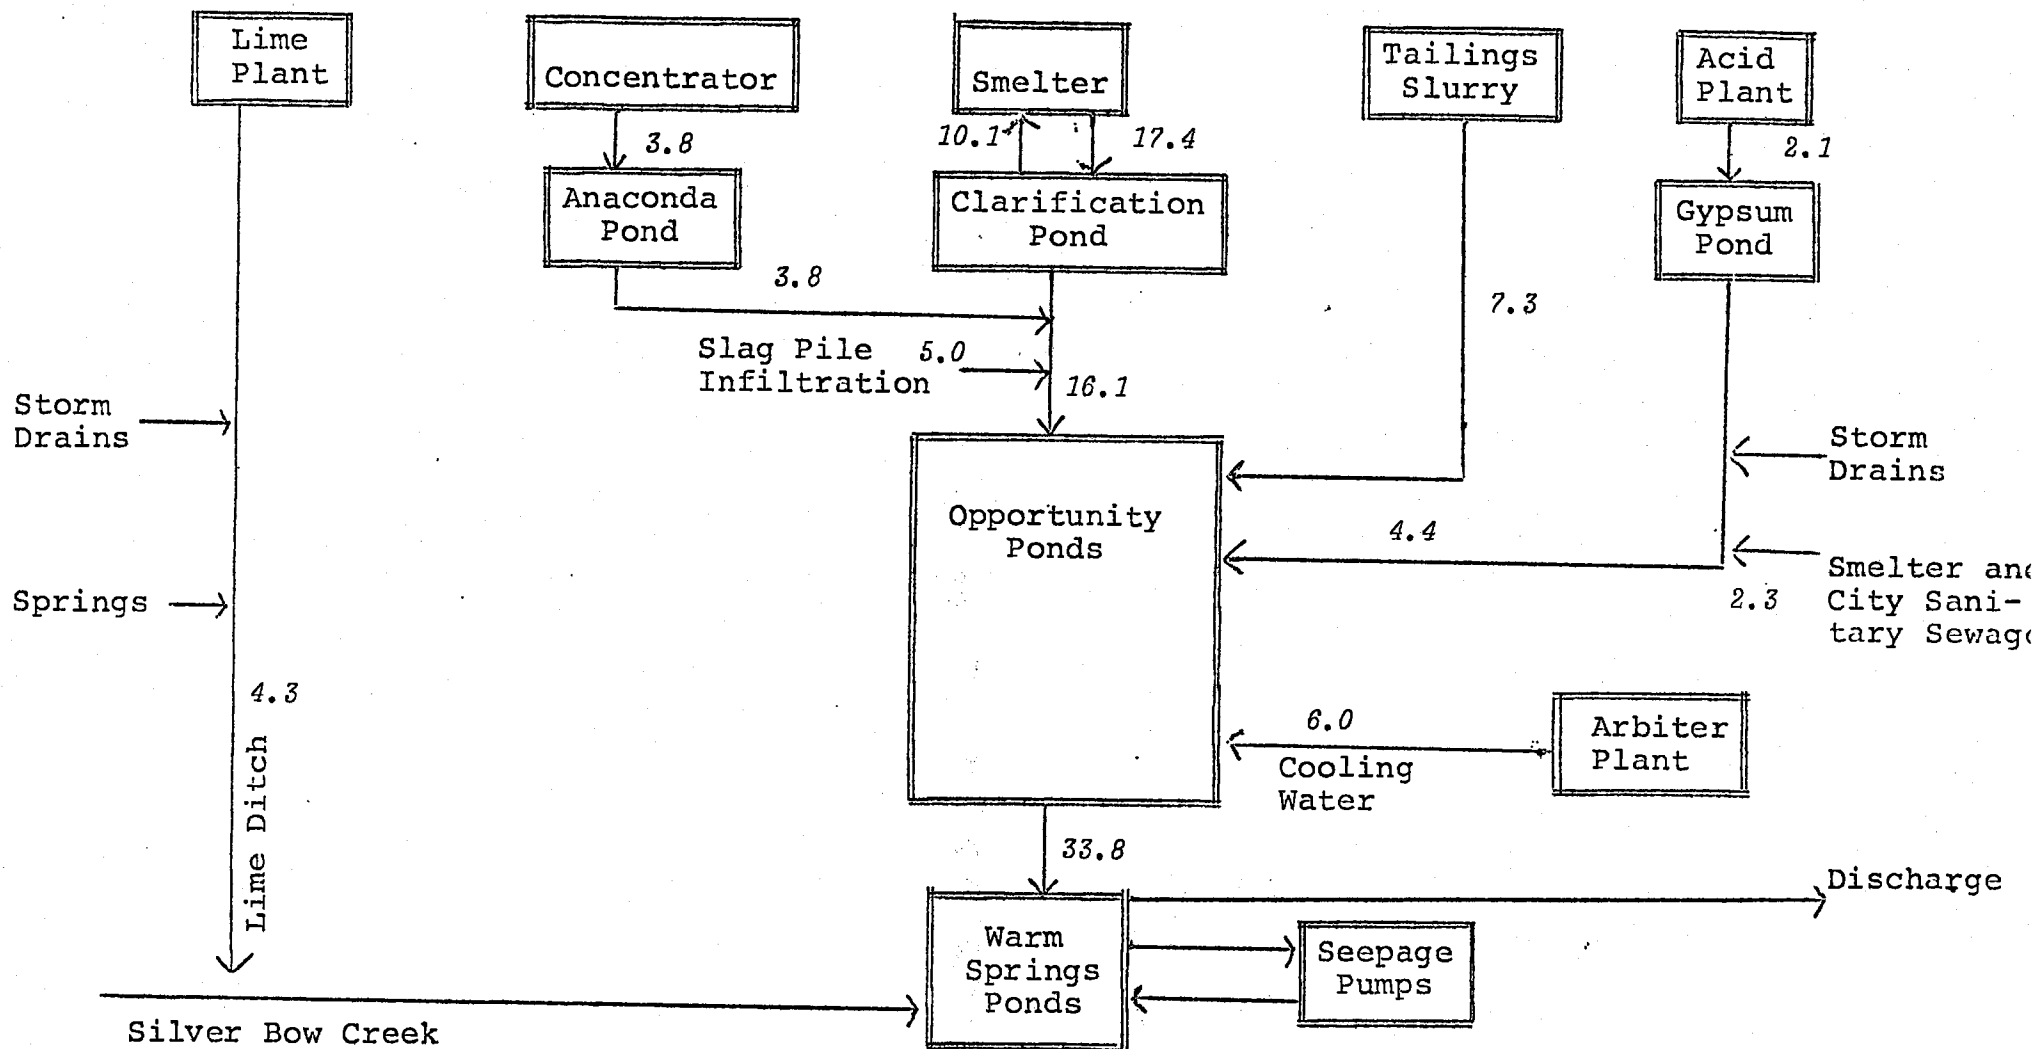 Lime
Plant
Concentrator
Smelter
Tailings
Slurry
Acid
Plant
3.8
10.1
17.4
2.1
Anaconda
Pond
Clarification
Pond
Gypsum
Pond
3.8
7.3
Slag Pile 5.0
Infiltration
16.1
Storm
Drains
Storm
Drains
Opportunity
Ponds
4.4
Springs
2.3
Smelter and
City Sani-
tary Sewage
4.3
Lime Ditch
6.0
Cooling
Water
Arbiter
Plant
33.8
Discharge
Warm
Springs
Ponds
Seepage
Pumps
Silver Bow Creek